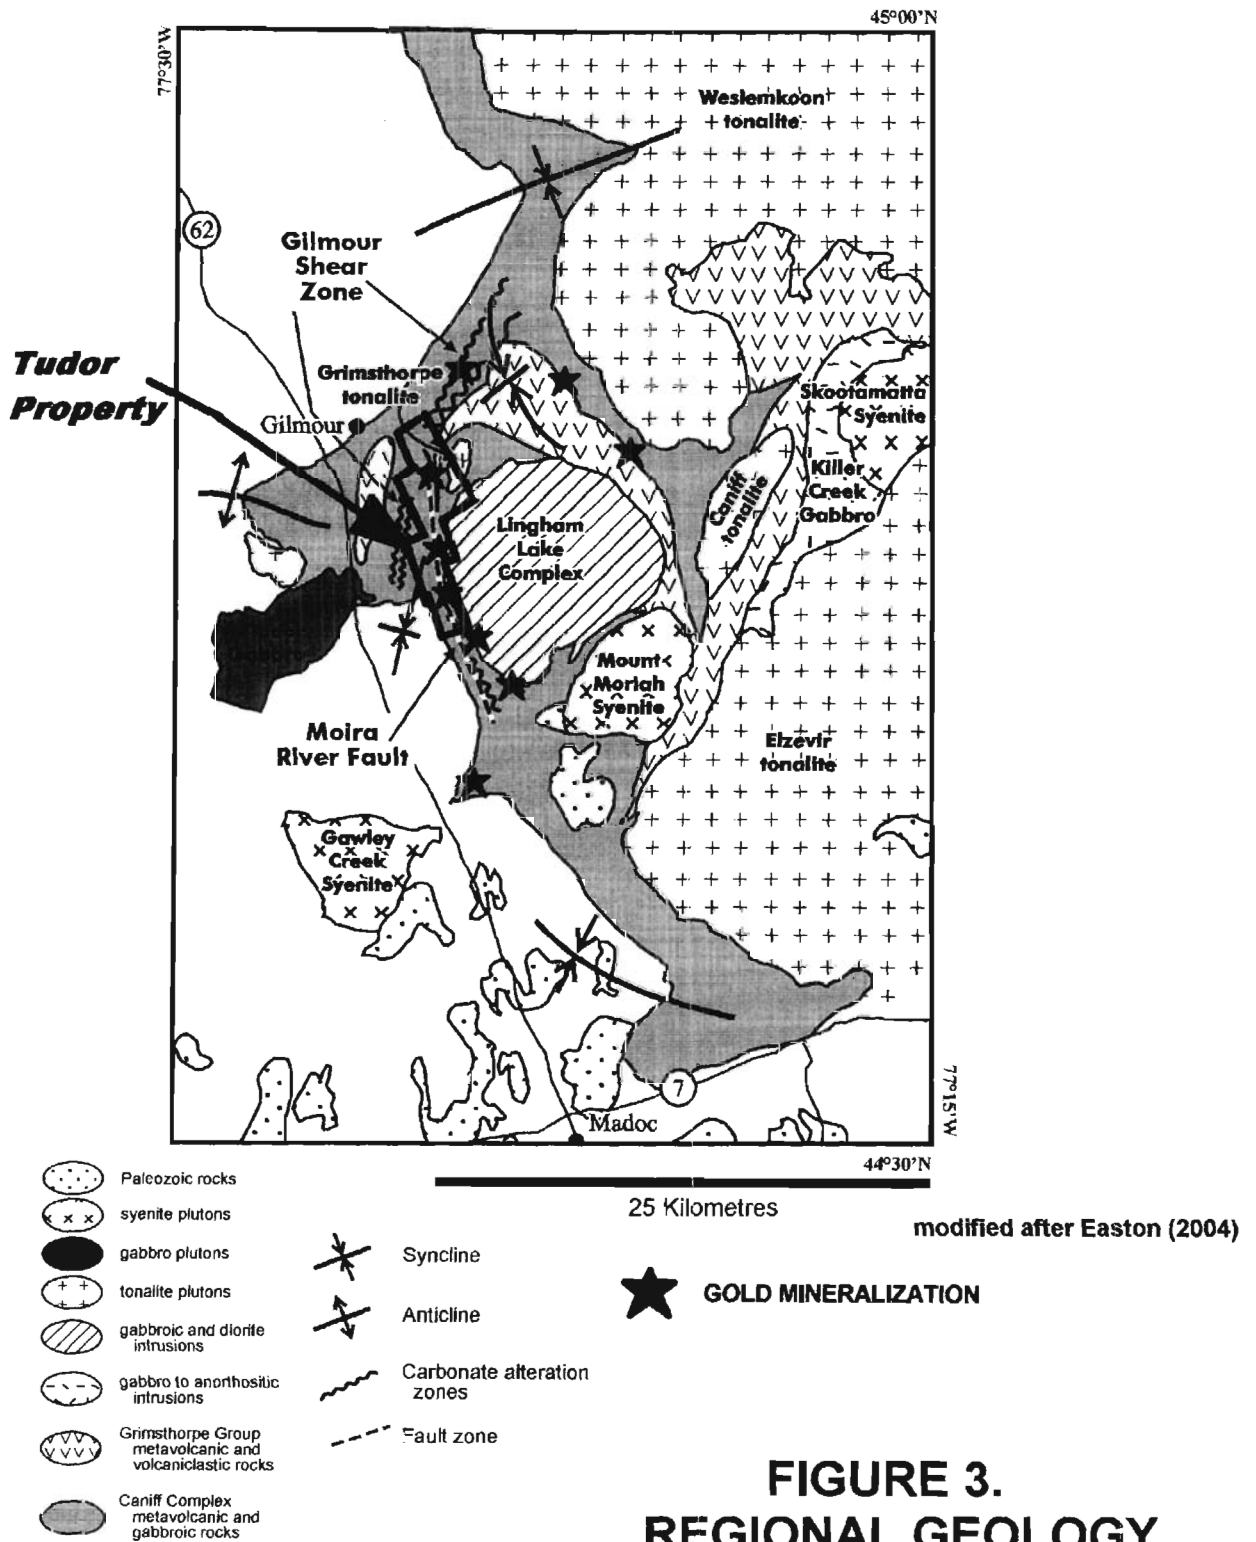 45°00'N
77°30'W
Weslemkoon
tonalite
62
Gilmour
Shear
Zone
Tudor
Property
Grimsthorpe
tonalite
Gilmour
Skootamatta
Syenite
Killer
Creek
Gabbro
Caniff
tonalite
Lingham
Lake
Complex
Mount
Moriah
Syenite
Elzevir
tonalite
Moira
River Fault
Gawley
Creek
Syenite
7
Madoc
77°15'W
44°30'N
25 Kilometres
modified after Easton (2004)
Paleozoic rocks
syenite plutons
gabbro plutons
tonalite plutons
gabbroic and diorite
intrusions
gabbro to anorthositic
intrusions
Grimsthorpe Group
metavolcanic and
volcaniclastic rocks
Caniff Complex
metavolcanic and
gabbroic rocks
Syncline
Anticline
Carbonate alteration
zones
Fault zone
GOLD MINERALIZATION
FIGURE 3.
REGIONAL GEOLOGY